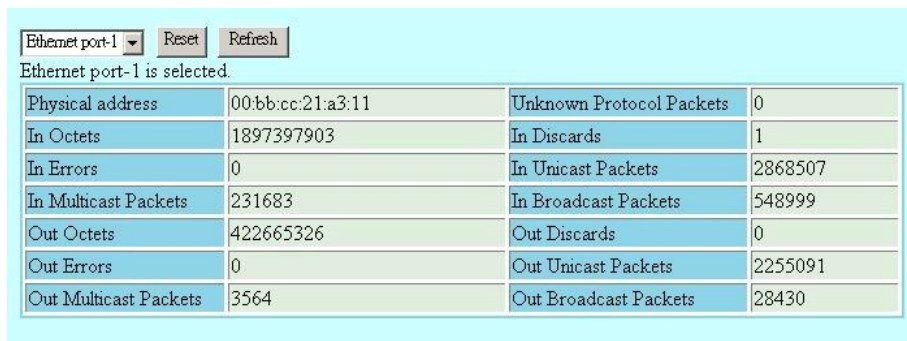 Ethernet port-1 Reset Refresh
Ethernet port-1 is selected.
Physical address 00:bb:cc:21:a3:11 Unknown Protocol Packets 0
In Octets 1897397903 In Discards 1
In Errors 0 In Unicast Packets 2868507
In Multicast Packets 231683 In Broadcast Packets 548999
Out Octets 422665326 Out Discards 0
Out Errors 0 Out Unicast Packets 2255091
Out Multicast Packets 3564 Out Broadcast Packets 28430